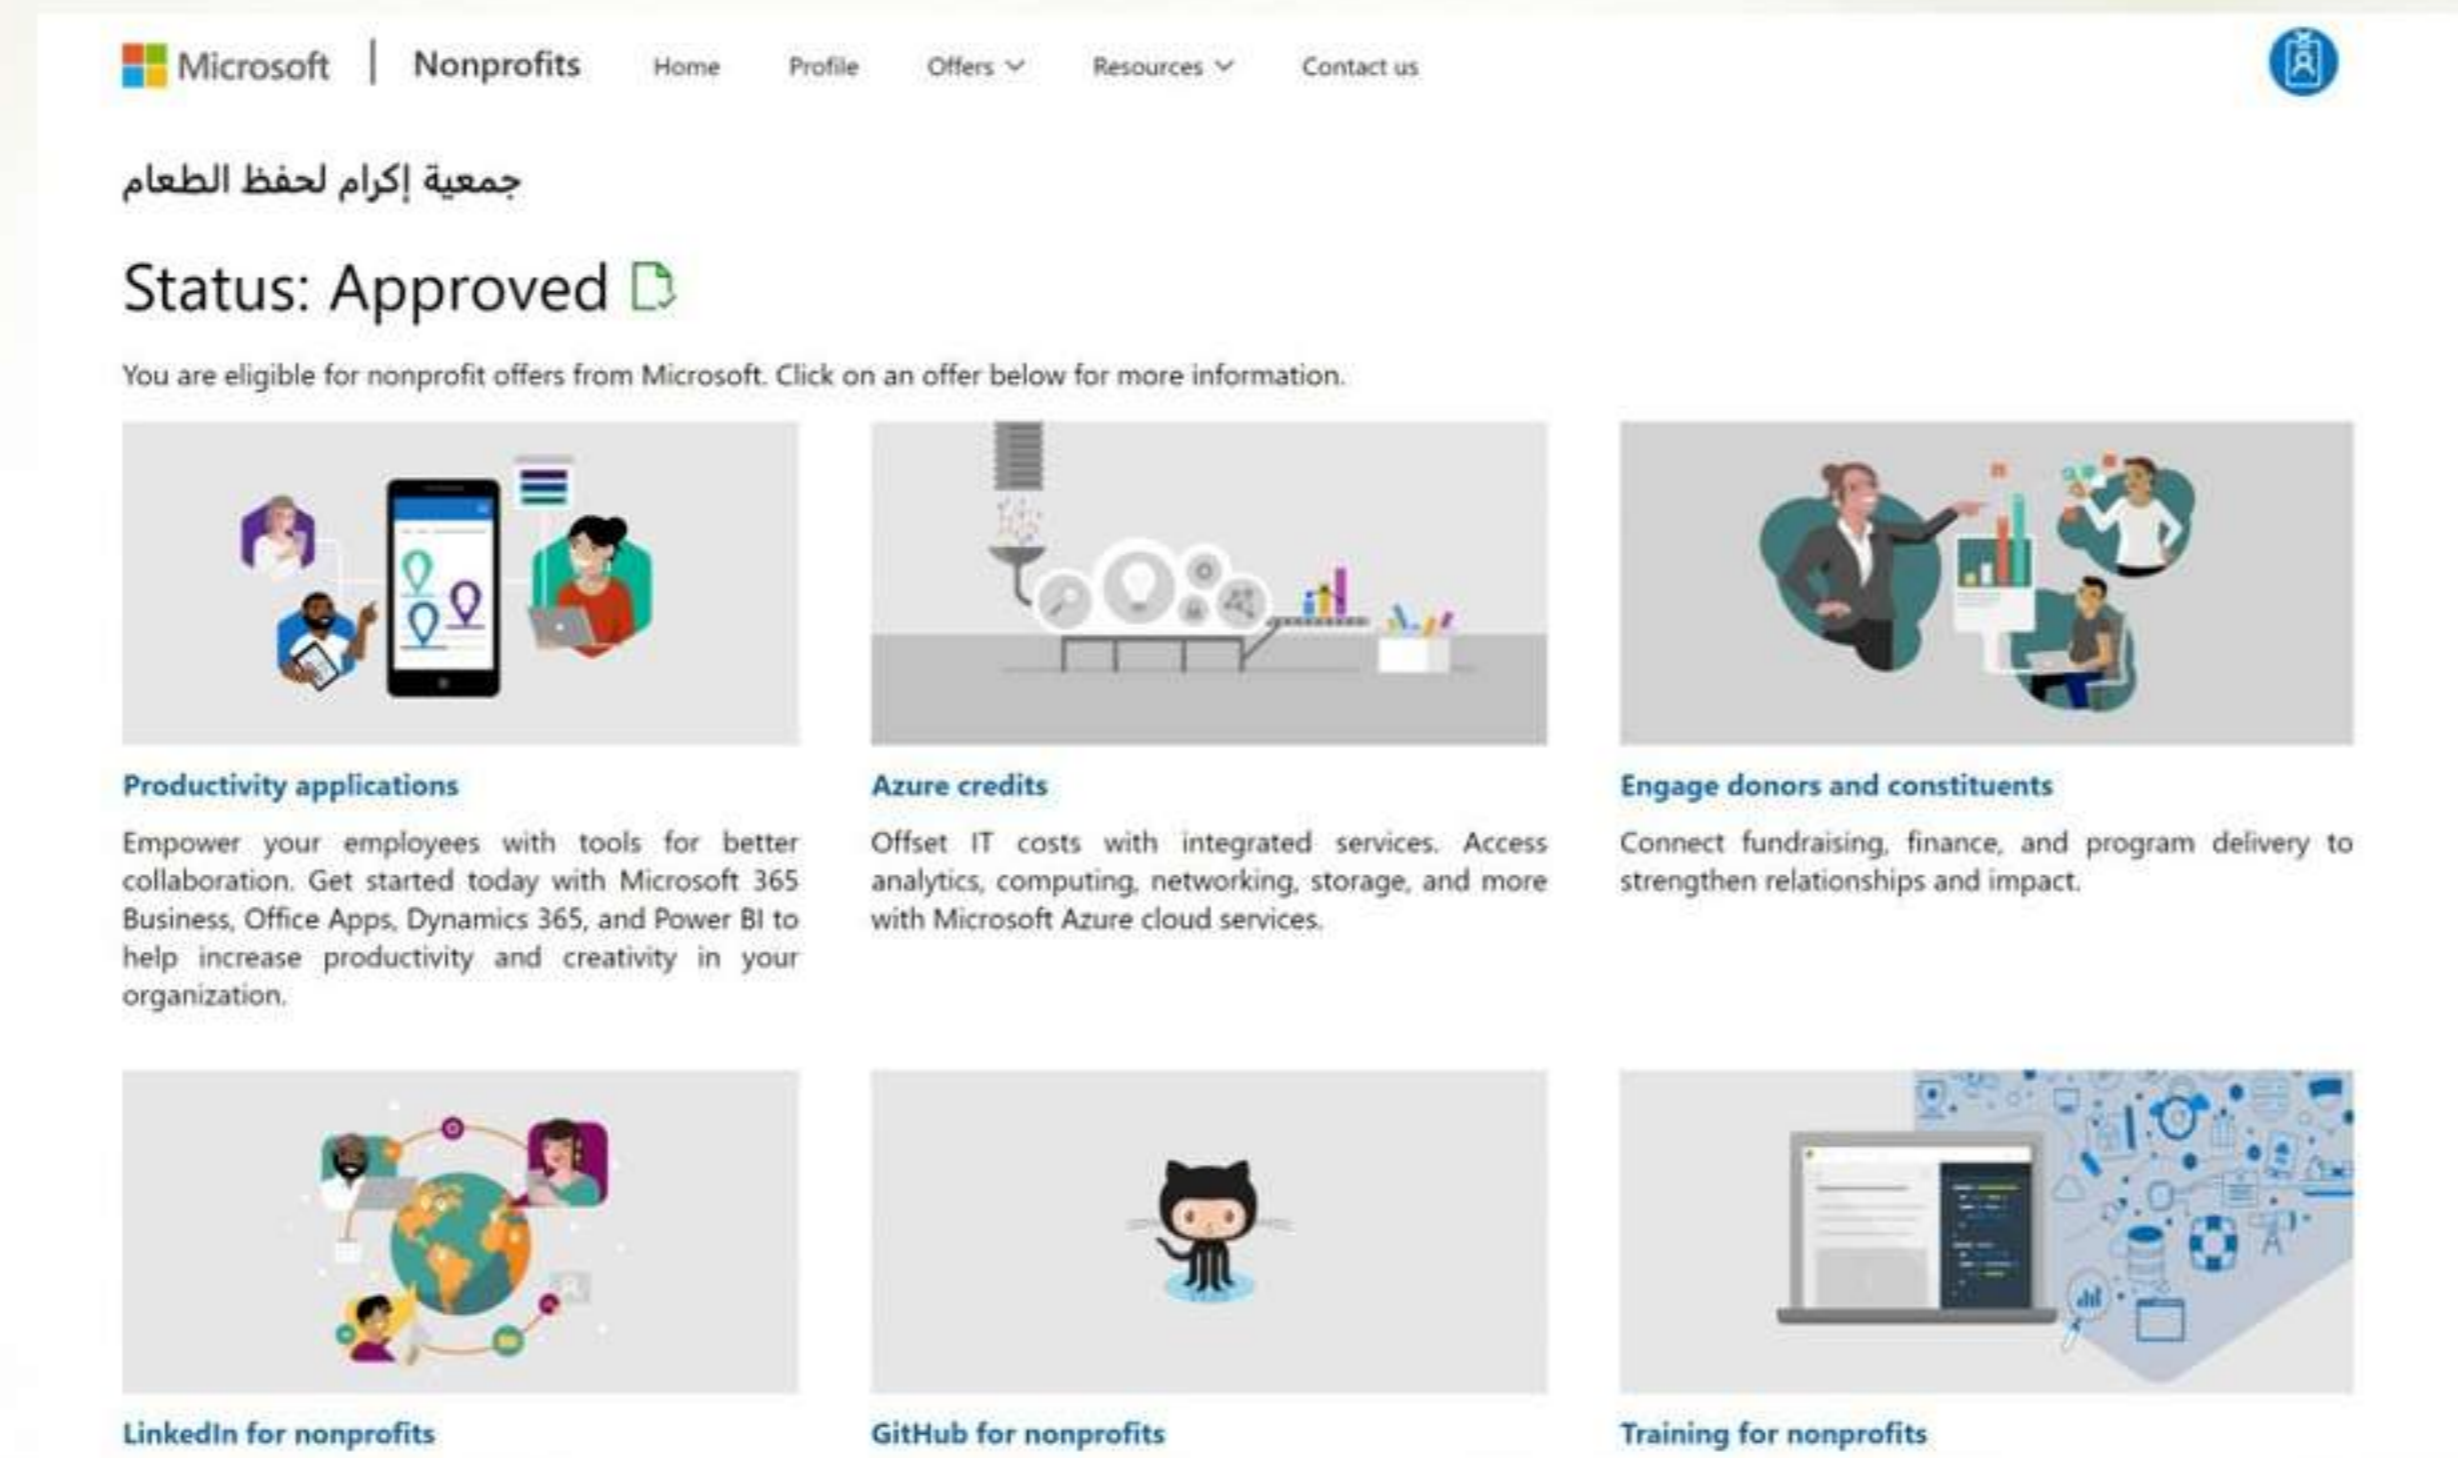 Microsoft | Nonprofits Home Profile Offers Resources Contact us
جمعية إكرام لحفظ الطعام
Status: Approved
You are eligible for nonprofit offers from Microsoft. Click on an offer below for more information.
Productivity applications
Empower your employees with tools for better
collaboration. Get started today with Microsoft 365
Business, Office Apps, Dynamics 365, and Power BI to
help increase productivity and creativity in your
organization.
Azure credits
Offset IT costs with integrated services. Access
analytics, computing, networking, storage, and more
with Microsoft Azure cloud services.
Engage donors and constituents
Connect fundraising, finance, and program delivery to
strengthen relationships and impact.
LinkedIn for nonprofits
GitHub for nonprofits
Training for nonprofits